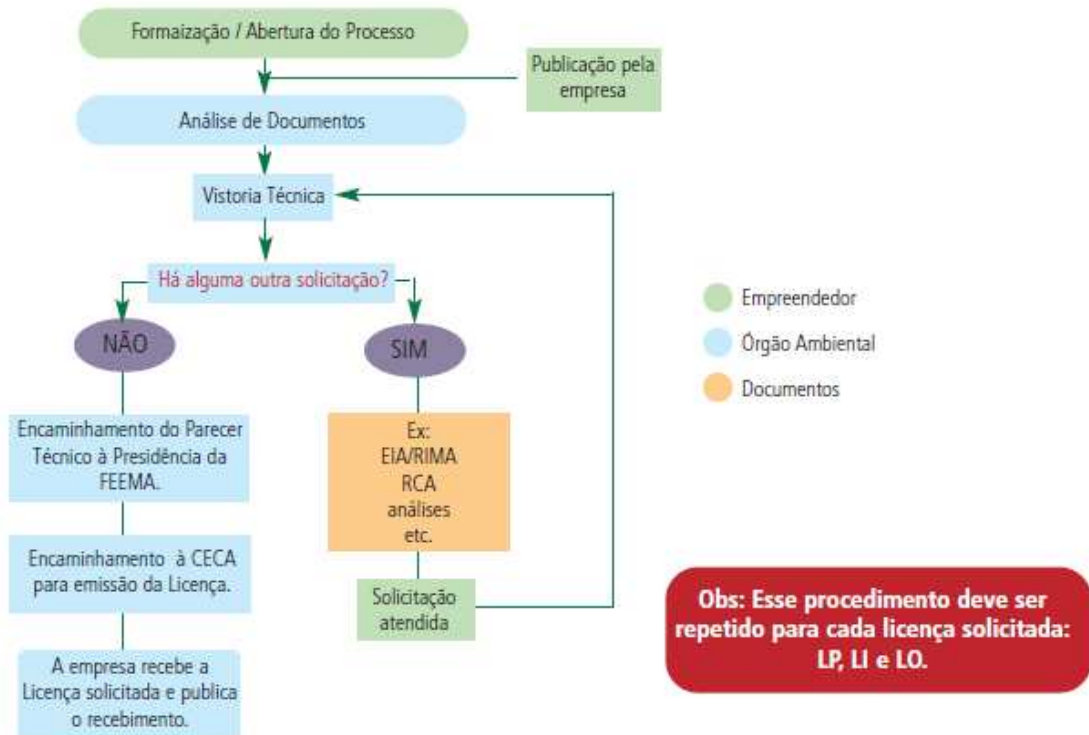 Formaização / Abertura do Processo
Publicação pela
empresa
Análise de Documentos
Vistoria Técnica
Há alguma outra solicitação?
NÃO
SIM
Empreendedor
Órgão Ambiental
Documentos
Encaminhamento do Parecer
Técnico à Presidência da
FEEMA.
Ex:
EIA/RIMA
RCA
análises
etc.
Encaminhamento à CECA
para emissão da Licença.
Solicitação
atendida
A empresa recebe a
Licença solicitada e publica
o recebimento.
Obs: Esse procedimento deve ser
repetido para cada licença solicitada:
LP, LI e LO.